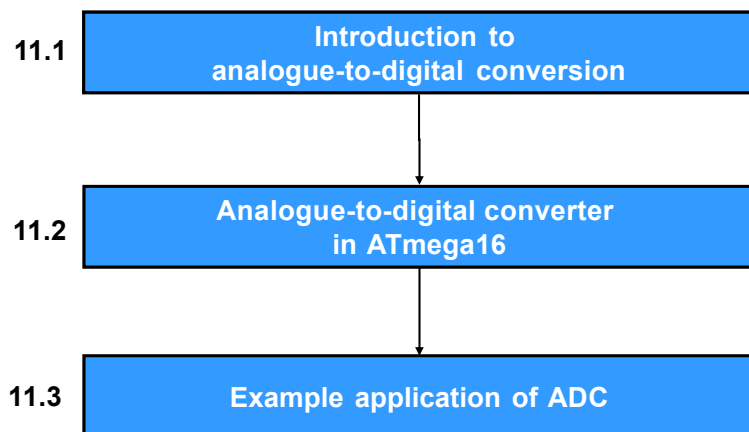 11.1
Introduction to
analogue-to-digital conversion
11.2
Analogue-to-digital converter
in ATmega16
11.3
Example application of ADC